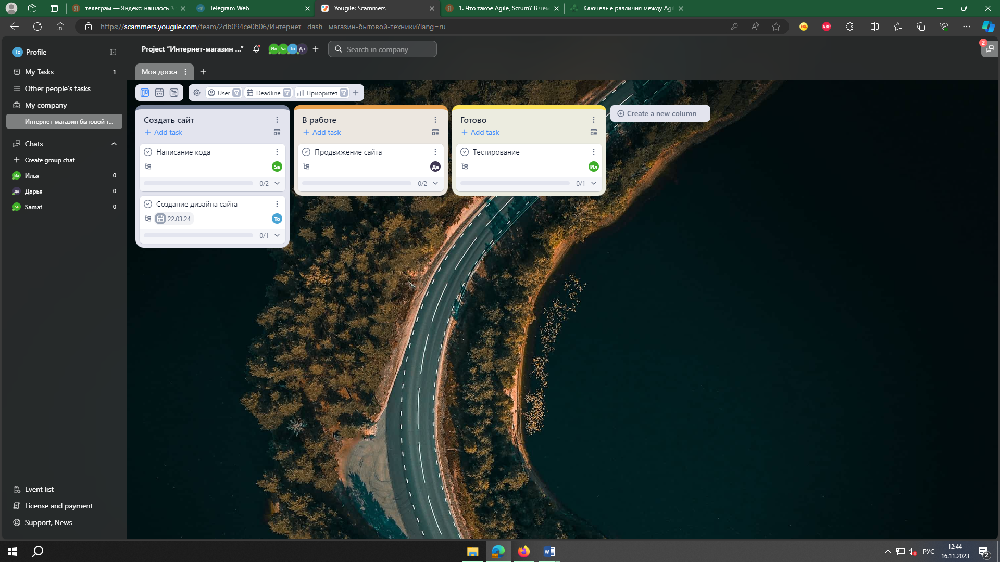 телеграм — Яндекс: нашлось 3
Telegram Web
Yougile: Scammers
1. Что такое Agile, Scrum? В чем
Ключевые различия между Agi
https://scammers.yougile.com/team/2db094ce0b06/Интернет__dash__магазин-бытовой-техники?lang=ru
ABP
To Profile
My Tasks 1
Other people's tasks
My company
Интернет-магазин бытовой т...
Chats
Create group chat
Ил Илья 0
Да Дарья 0
Sa Samat 0
Event list
License and payment
Support, News
Project "Интернет-магазин ..."
Ил Sa To Да
Search in company
2
Моя доска
User
Deadline
Приоритет
Создать сайт
Add task
Написание кода
Sa
0/2
Создание дизайна сайта
22.03.24
To
0/1
В работе
Add task
Продвижение сайта
Да
0/2
Готово
Add task
Тестирование
Ил
0/1
Create a new column
РУС
12:44
16.11.2023
2